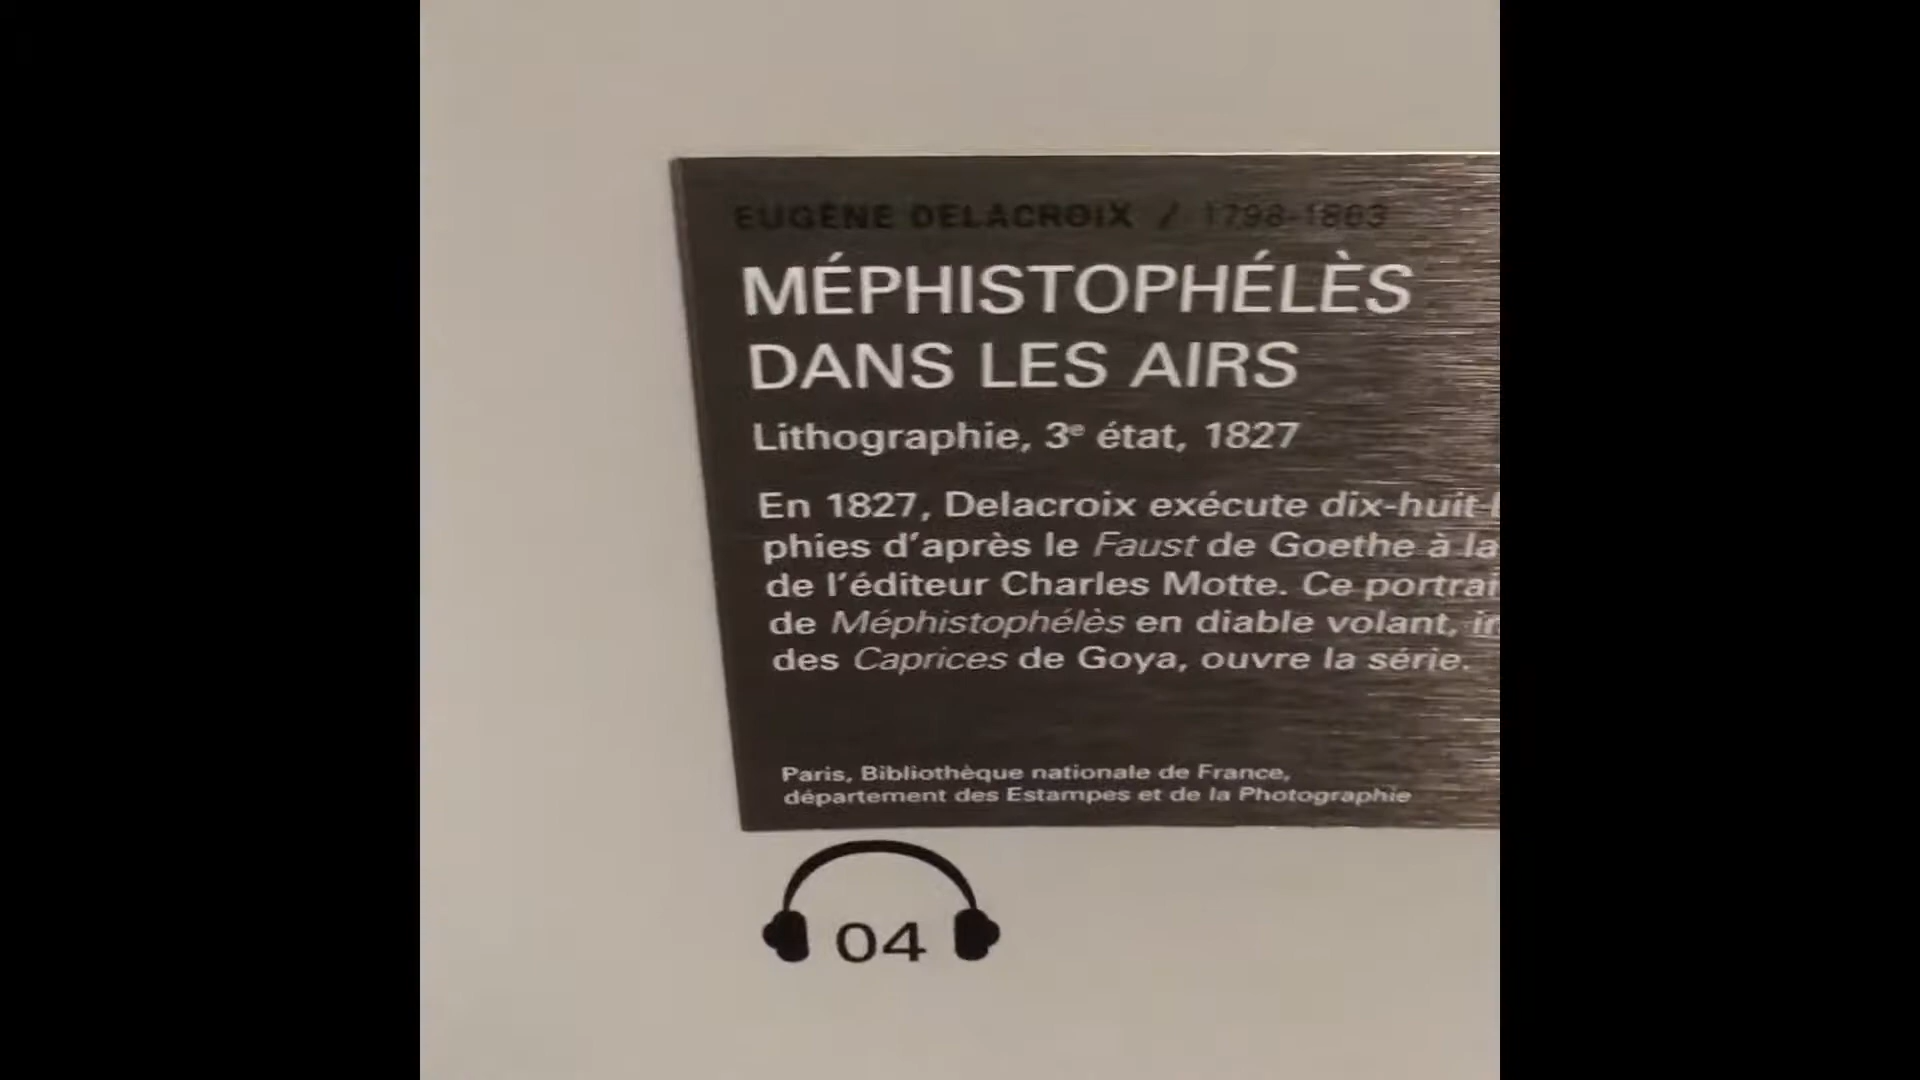 EUGÈNE DELACROIX / 1798-1863
MÉPHISTOPHÉLÈS
DANS LES AIRS
Lithographie, 3e état, 1827
En 1827, Delacroix exécute dix-huit
phies d'après le Faust de Goethe à la
de l'éditeur Charles Motte. Ce portrai
de Méphistophélès en diable volant,
des Caprices de Goya, ouvre la série.
Paris, Bibliothèque nationale de France,
département des Estampes et de la Photographie
04